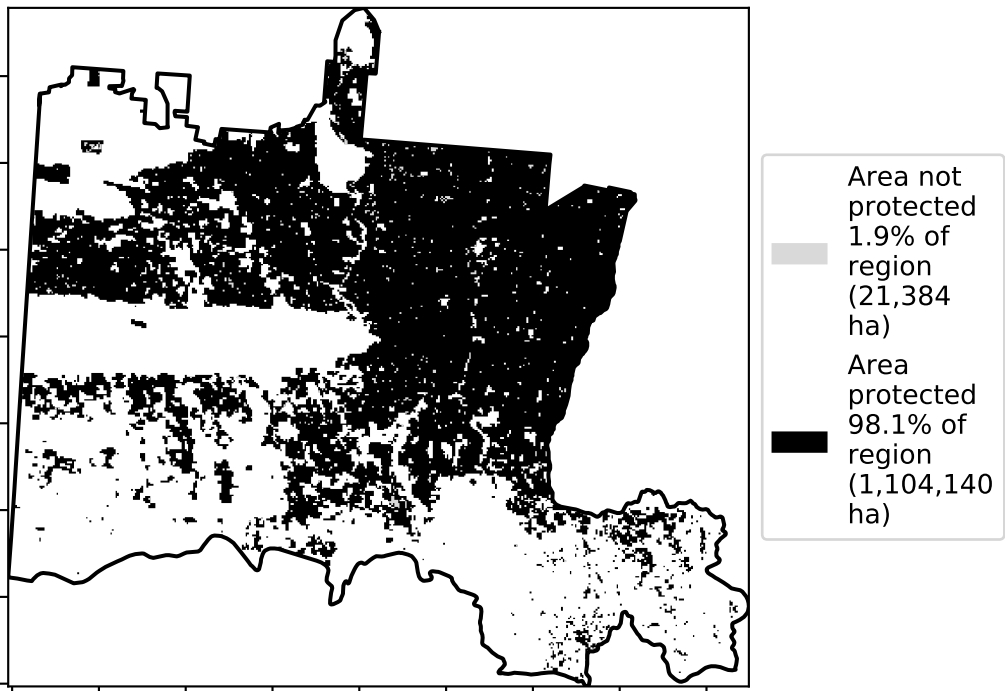 Area not
protected
1.9% of
region
(21,384
ha)
Area
protected
98.1% of
region
(1,104,140
ha)